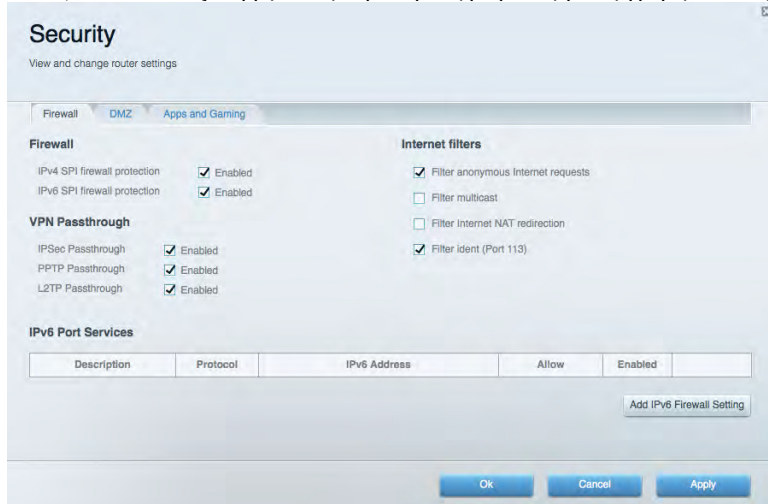 Security
View and change router settings
Firewall DMZ Apps and Gaming
Firewall
IPv4 SPI firewall protection Enabled
IPv6 SPI firewall protection Enabled
VPN Passthrough
IPSec Passthrough Enabled
PPTP Passthrough Enabled
L2TP Passthrough Enabled
Internet filters
Filter anonymous Internet requests
Filter multicast
Filter Internet NAT redirection
Filter ident (Port 113)
IPv6 Port Services
Description Protocol IPv6 Address Allow Enabled
Add IPv6 Firewall Setting
Ok Cancel Apply